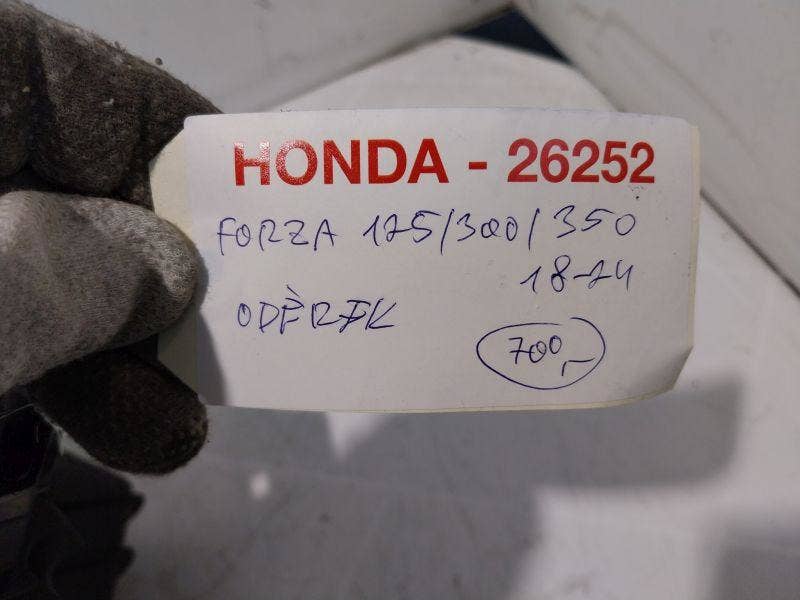 HONDA - 26252
FORZA 125/300/350
18-24
ODĚREK
700,-